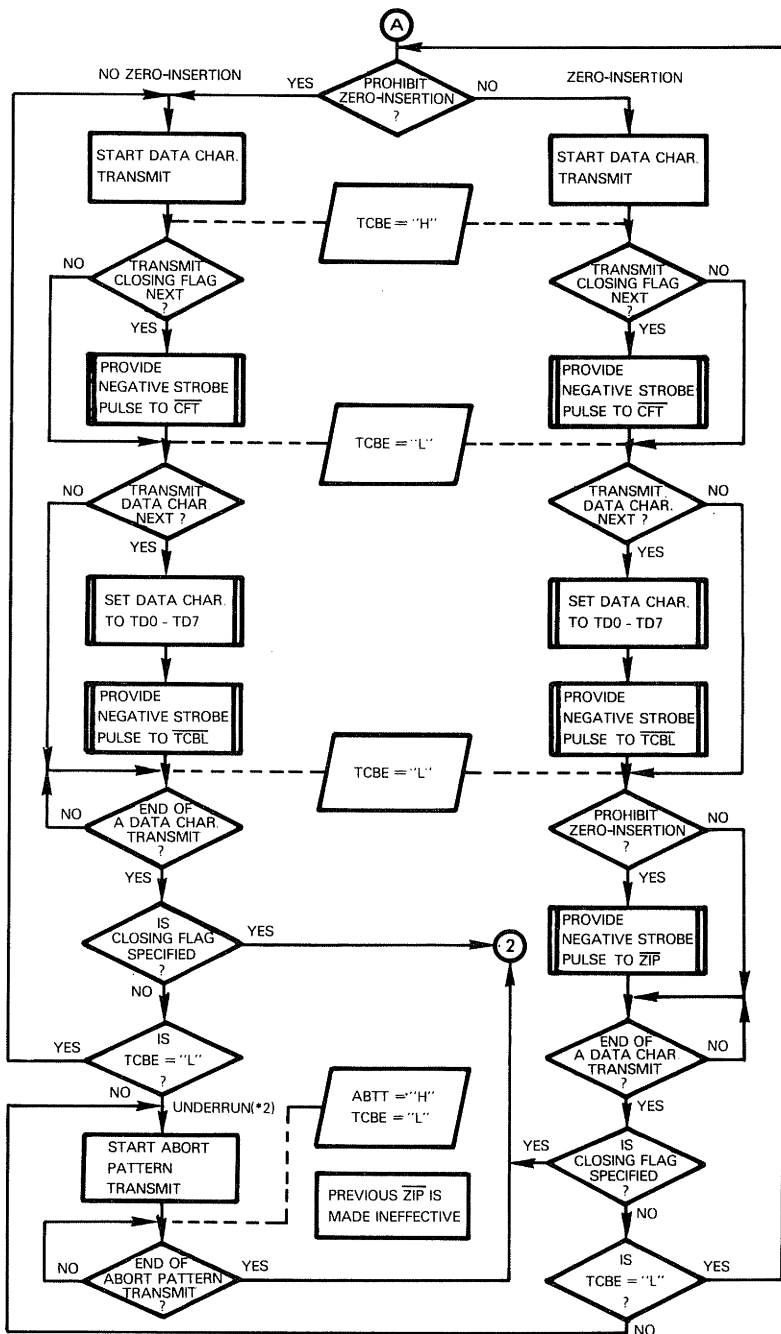 A
NO ZERO-INSERTION
YES
PROHIBIT
ZERO-INSERTION
?
NO
ZERO-INSERTION
START DATA CHAR.
TRANSMIT
START DATA CHAR.
TRANSMIT
TCBE = "H"
NO
TRANSMIT
CLOSING FLAG
NEXT
?
YES
TRANSMIT
CLOSING FLAG
NEXT
?
NO
YES
PROVIDE
NEGATIVE STROBE
PULSE TO CFT
PROVIDE
NEGATIVE STROBE
PULSE TO CFT
TCBE = "L"
NO
TRANSMIT
DATA CHAR.
NEXT ?
YES
TRANSMIT
DATA CHAR.
NEXT ?
NO
YES
SET DATA CHAR.
TO TD0 - TD7
SET DATA CHAR.
TO TD0 - TD7
PROVIDE
NEGATIVE STROBE
PULSE TO TCBL
PROVIDE
NEGATIVE STROBE
PULSE TO TCBL
TCBE = "L"
NO
END OF
A DATA CHAR.
TRANSMIT
?
YES
PROHIBIT
ZERO-INSERTION
?
NO
YES
IS
CLOSING FLAG
SPECIFIED
?
YES
NO
2
PROVIDE
NEGATIVE STROBE
PULSE TO ZIP
YES
IS
TCBE = "L"
?
NO
END OF
A DATA CHAR.
TRANSMIT
?
NO
YES
UNDERRUN(*2)
ABTT = "H"
TCBE = "L"
START ABORT
PATTERN
TRANSMIT
PREVIOUS ZIP IS
MADE INEFFECTIVE
YES
IS
CLOSING FLAG
SPECIFIED
?
NO
NO
END OF
ABORT PATTERN
TRANSMIT
?
YES
IS
TCBE = "L"
?
YES
NO